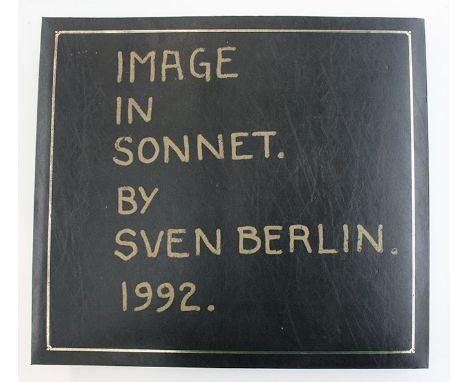 IMAGE
IN
SONNET.
BY
SVEN BERLIN.
1992.